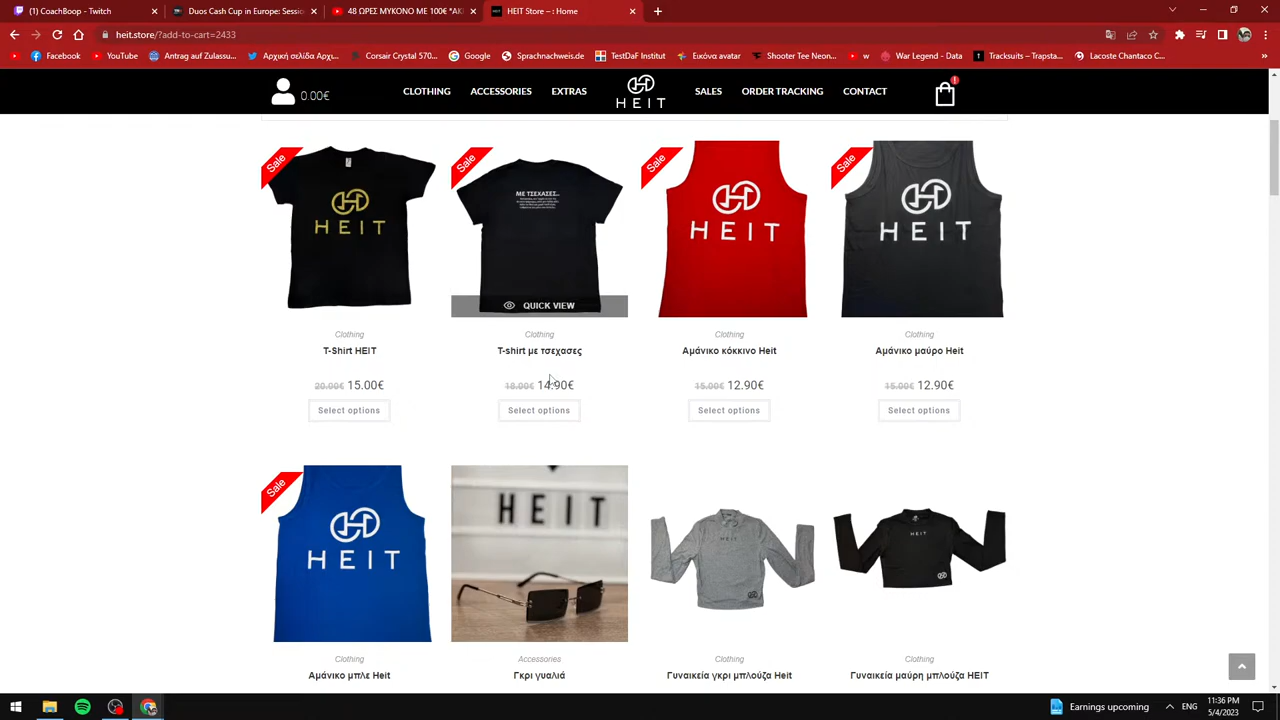 (1) CoachBoop - Twitch
Duos Cash Cup in Europe: Sessio
48 ΩΡΕΣ ΜΥΚΟΝΟ ΜΕ 100€ *ΑΚ
HEIT Store – : Home
heit.store/?add-to-cart=2433
Facebook YouTube Antrag auf Zulassu... Αρχική σελίδα / Twi... Corsair Crystal 570... Google Sprachnachweis.de TestDaF Institut Εικόνα avatar Shooter Tee Neon... War Legend - Data Tracksuits – Trapsta... Lacoste Chantaco C...
0.00€ CLOTHING ACCESSORIES EXTRAS HEIT SALES ORDER TRACKING CONTACT !
Sale Sale Sale Sale
ΜΕ ΤΣΕΧΑΣΕΣ...
HEIT HEIT HEIT
QUICK VIEW
Clothing Clothing Clothing Clothing
T-Shirt HEIT T-shirt με τσεχασες Αμάνικο κόκκινο Heit Αμάνικο μαύρο Heit
20.00€ 15.00€ 18.00€ 14.90€ 15.00€ 12.90€ 15.00€ 12.90€
Select options Select options Select options Select options
Sale
HEIT HEIT HEIT HEIT
Clothing Accessories Clothing Clothing
Αμάνικο μπλε Heit Γκρι γυαλιά Γυναικεία γκρι μπλούζα Heit Γυναικεία μαύρη μπλούζα HEIT
Earnings upcoming ENG 11:36 PM
5/4/2023